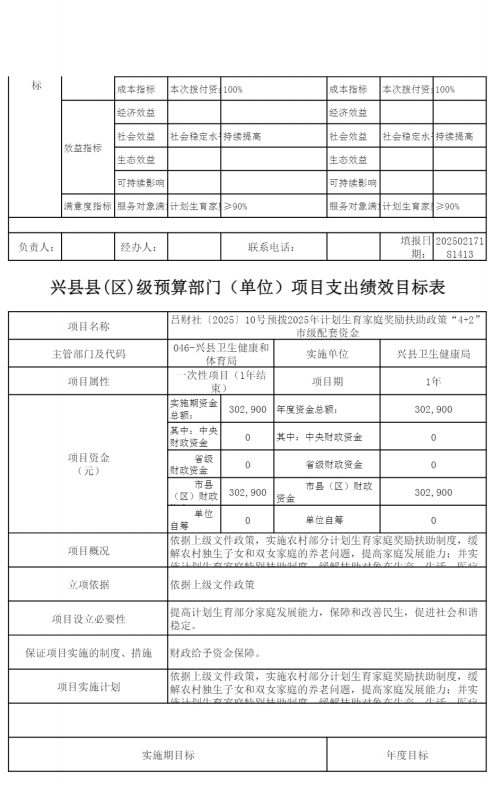 标
成本指标 本次拨付资 100% 成本指标 本次拨付资 100%
效益指标
经济效益 经济效益
社会效益 社会稳定水 持续提高 社会效益 社会稳定水 持续提高
生态效益 生态效益
可持续影响 可持续影响
满意度指标 服务对象满 计划生育家 ≥90% 服务对象满 计划生育家 ≥90%
负责人: 经办人: 联系电话: 填报日期: 20250217181413
兴县县(区)级预算部门（单位）项目支出绩效目标表
项目名称 吕财社〔2025〕10号预拨2025年计划生育家庭奖励扶助政策“4+2”
市级配套资金
主管部门及代码 046-兴县卫生健康和体育局 实施单位 兴县卫生健康局
项目属性 一次性项目（1年结束） 项目期 1年
项目资金
（元）
实施期资金总额: 302,900 年度资金总额: 302,900
其中: 中央财政资金 0 其中: 中央财政资金 0
省级财政资金 0 省级财政资金 0
市县（区）财政 302,900 市县（区）财政资金 302,900
单位自筹 0 单位自筹 0
项目概况 依据上级文件政策，实施农村部分计划生育家庭奖励扶助制度，缓
解农村独生子女和双女家庭的养老问题，提高家庭发展能力；并实
施计划生育家庭特别扶助制度，缓解扶助对象在生产、生活、医疗
立项依据 依据上级文件政策
项目设立必要性 提高计划生育部分家庭发展能力，保障和改善民生，促进社会和谐
稳定。
保证项目实施的制度、措施 财政给予资金保障。
项目实施计划 依据上级文件政策，实施农村部分计划生育家庭奖励扶助制度，缓
解农村独生子女和双女家庭的养老问题，提高家庭发展能力；并实
施计划生育家庭特别扶助制度，缓解扶助对象在生产、生活、医疗
实施期目标 年度目标